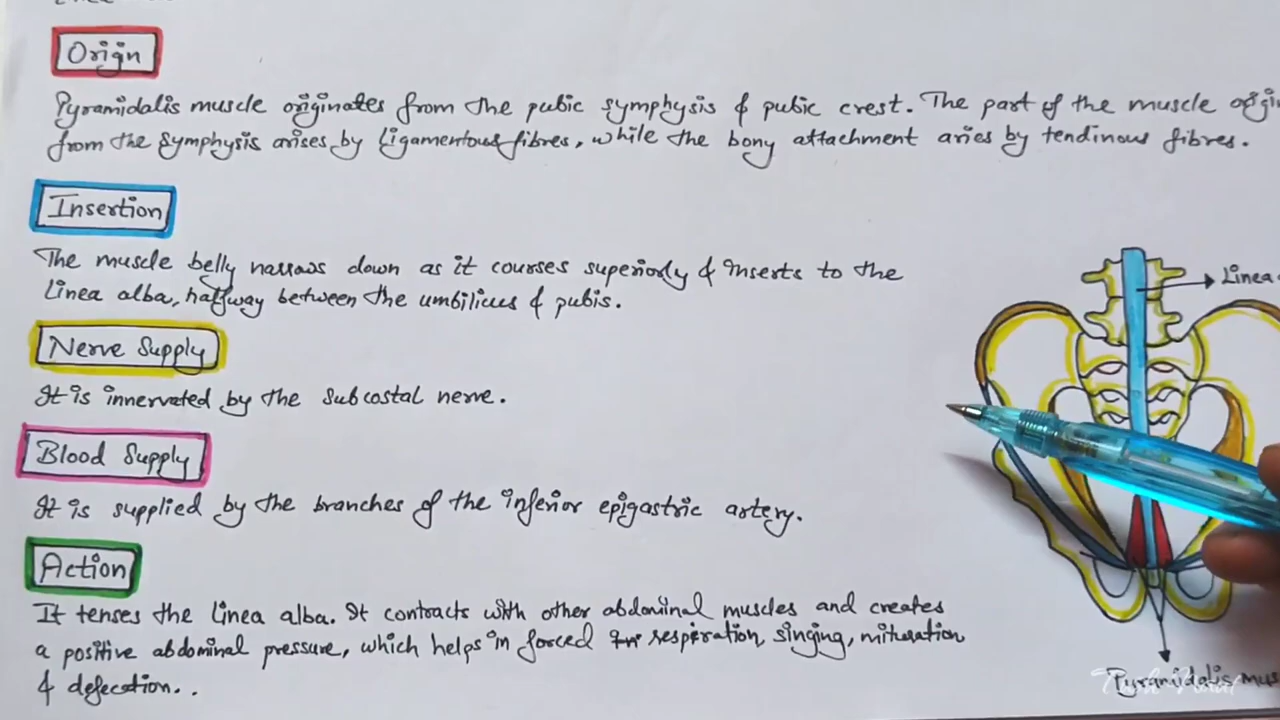 Origin
Pyramidalis muscle originates from the pubic symphysis & pubic crest. The part of the muscle
from the symphysis arises by ligamentous fibres, while the bony attachment aries by tendinous fibres.
Insertion
The muscle belly narrows down as it courses superiorly & inserts to the
Linea alba, halfway between the umbilicus & pubis.
Linea
Nerve Supply
It is innervated by the subcostal nerve.
Blood Supply
It is supplied by the branches of the inferior epigastric artery.
Action
It tenses the linea alba. It contracts with other abdominal muscles and creates
a positive abdominal pressure, which helps in forced respiration, singing, mituration
& defecation..
Pyramidalis mus